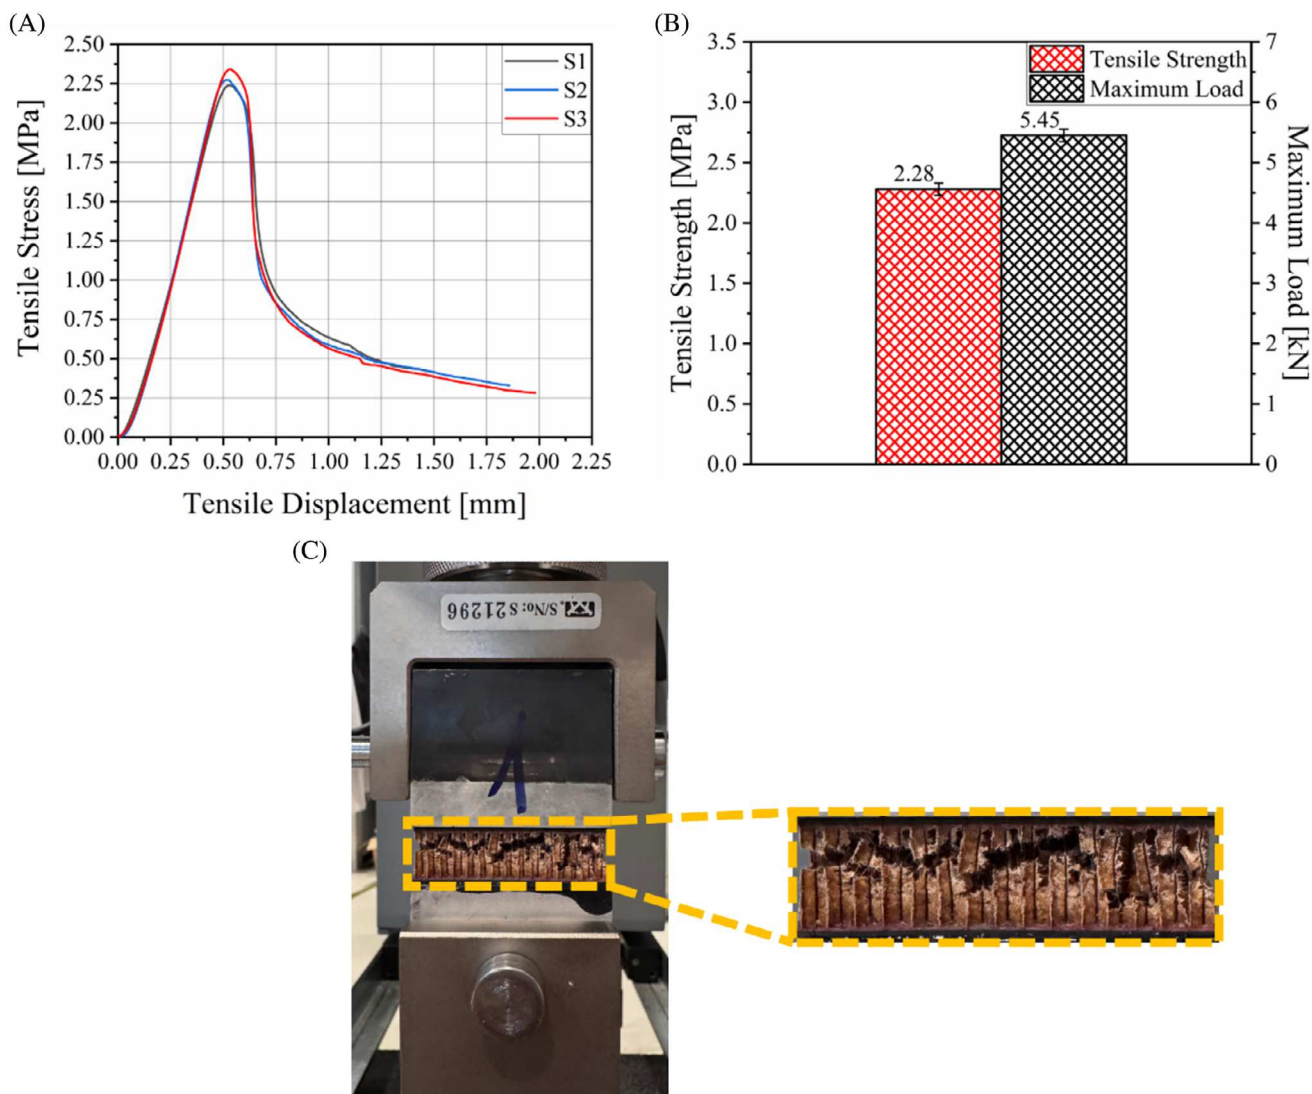 (A)
2.50
2.25
2.00
1.75
1.50
1.25
1.00
0.75
0.50
0.25
0.00
Tensile Stress [MPa]
S1
S2
S3
0.00 0.25 0.50 0.75 1.00 1.25 1.50 1.75 2.00 2.25
Tensile Displacement [mm]
(B)
3.5
3.0
2.5
2.0
1.5
1.0
0.5
0.0
Tensile Strength [MPa]
Tensile Strength
Maximum Load
2.28
5.45
7
6
5
4
3
2
1
0
Maximum Load [kN]
(C)
S/No: S 21296
1